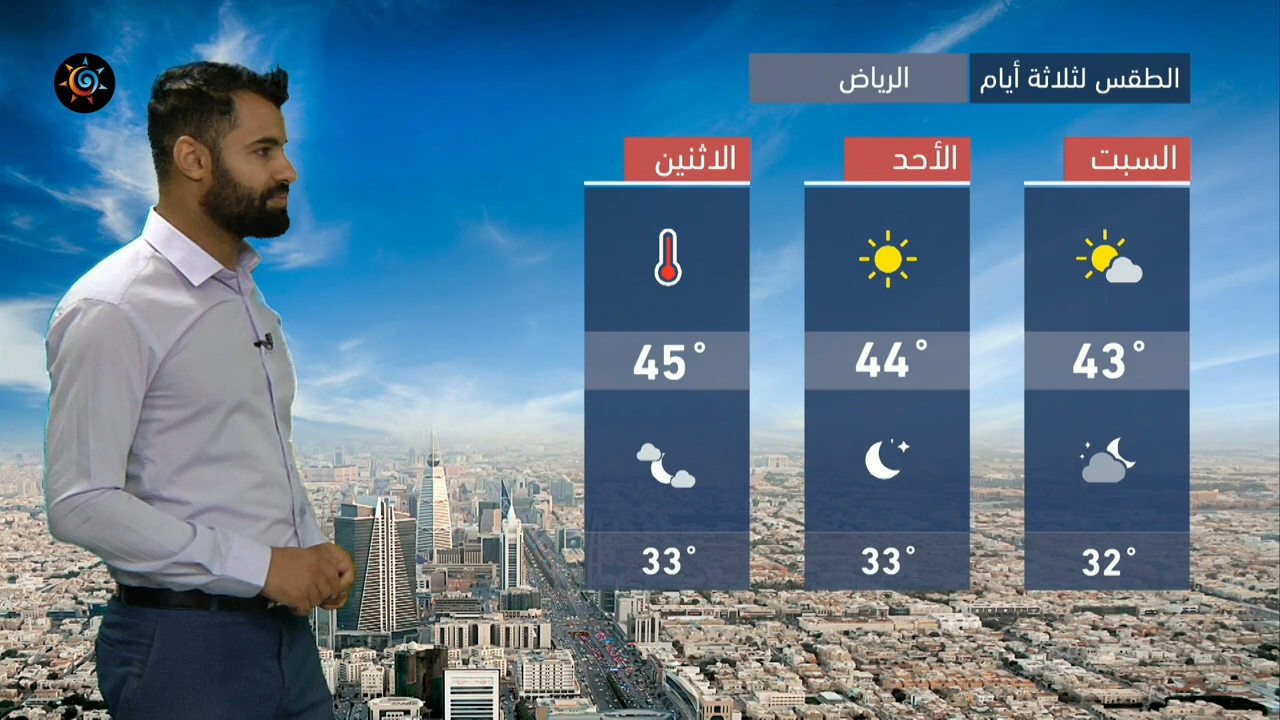 الطقس لثلاثة أيام
الرياض
السبت
الأحد
الاثنين
43°
44°
45°
32°
33°
33°